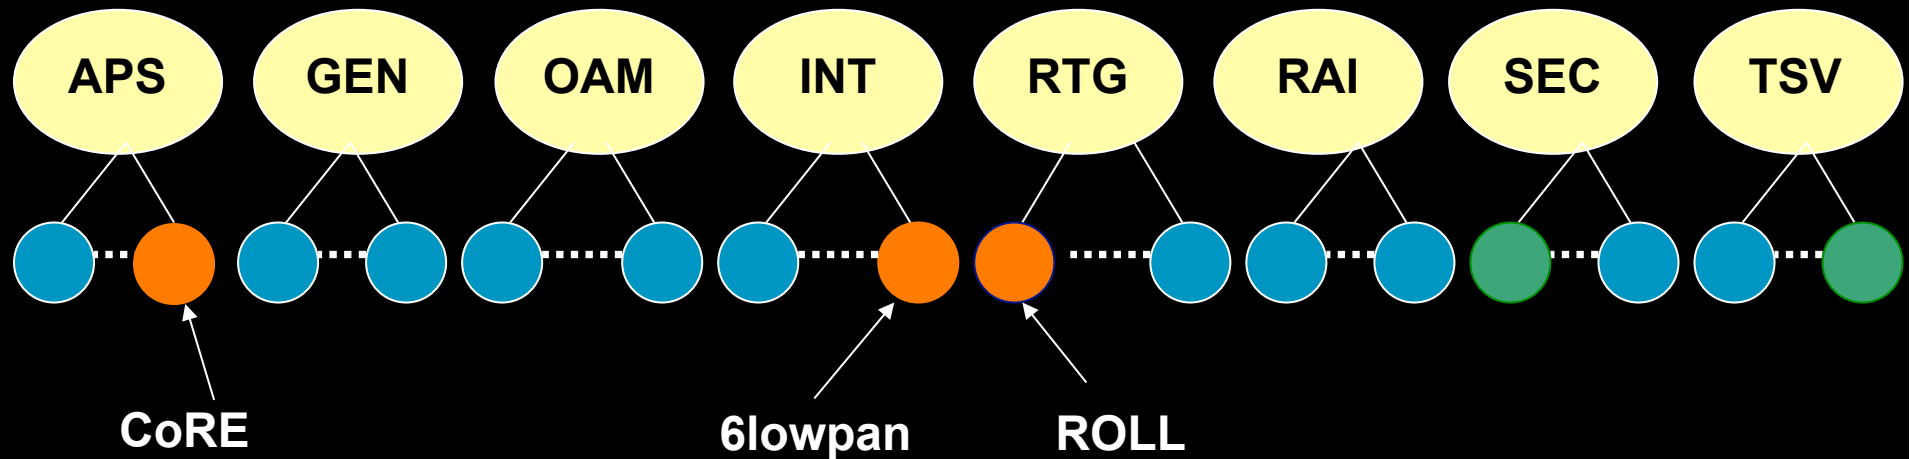 APS GEN OAM INT RTG RAI SEC TSV
CoRE 6lowpan ROLL